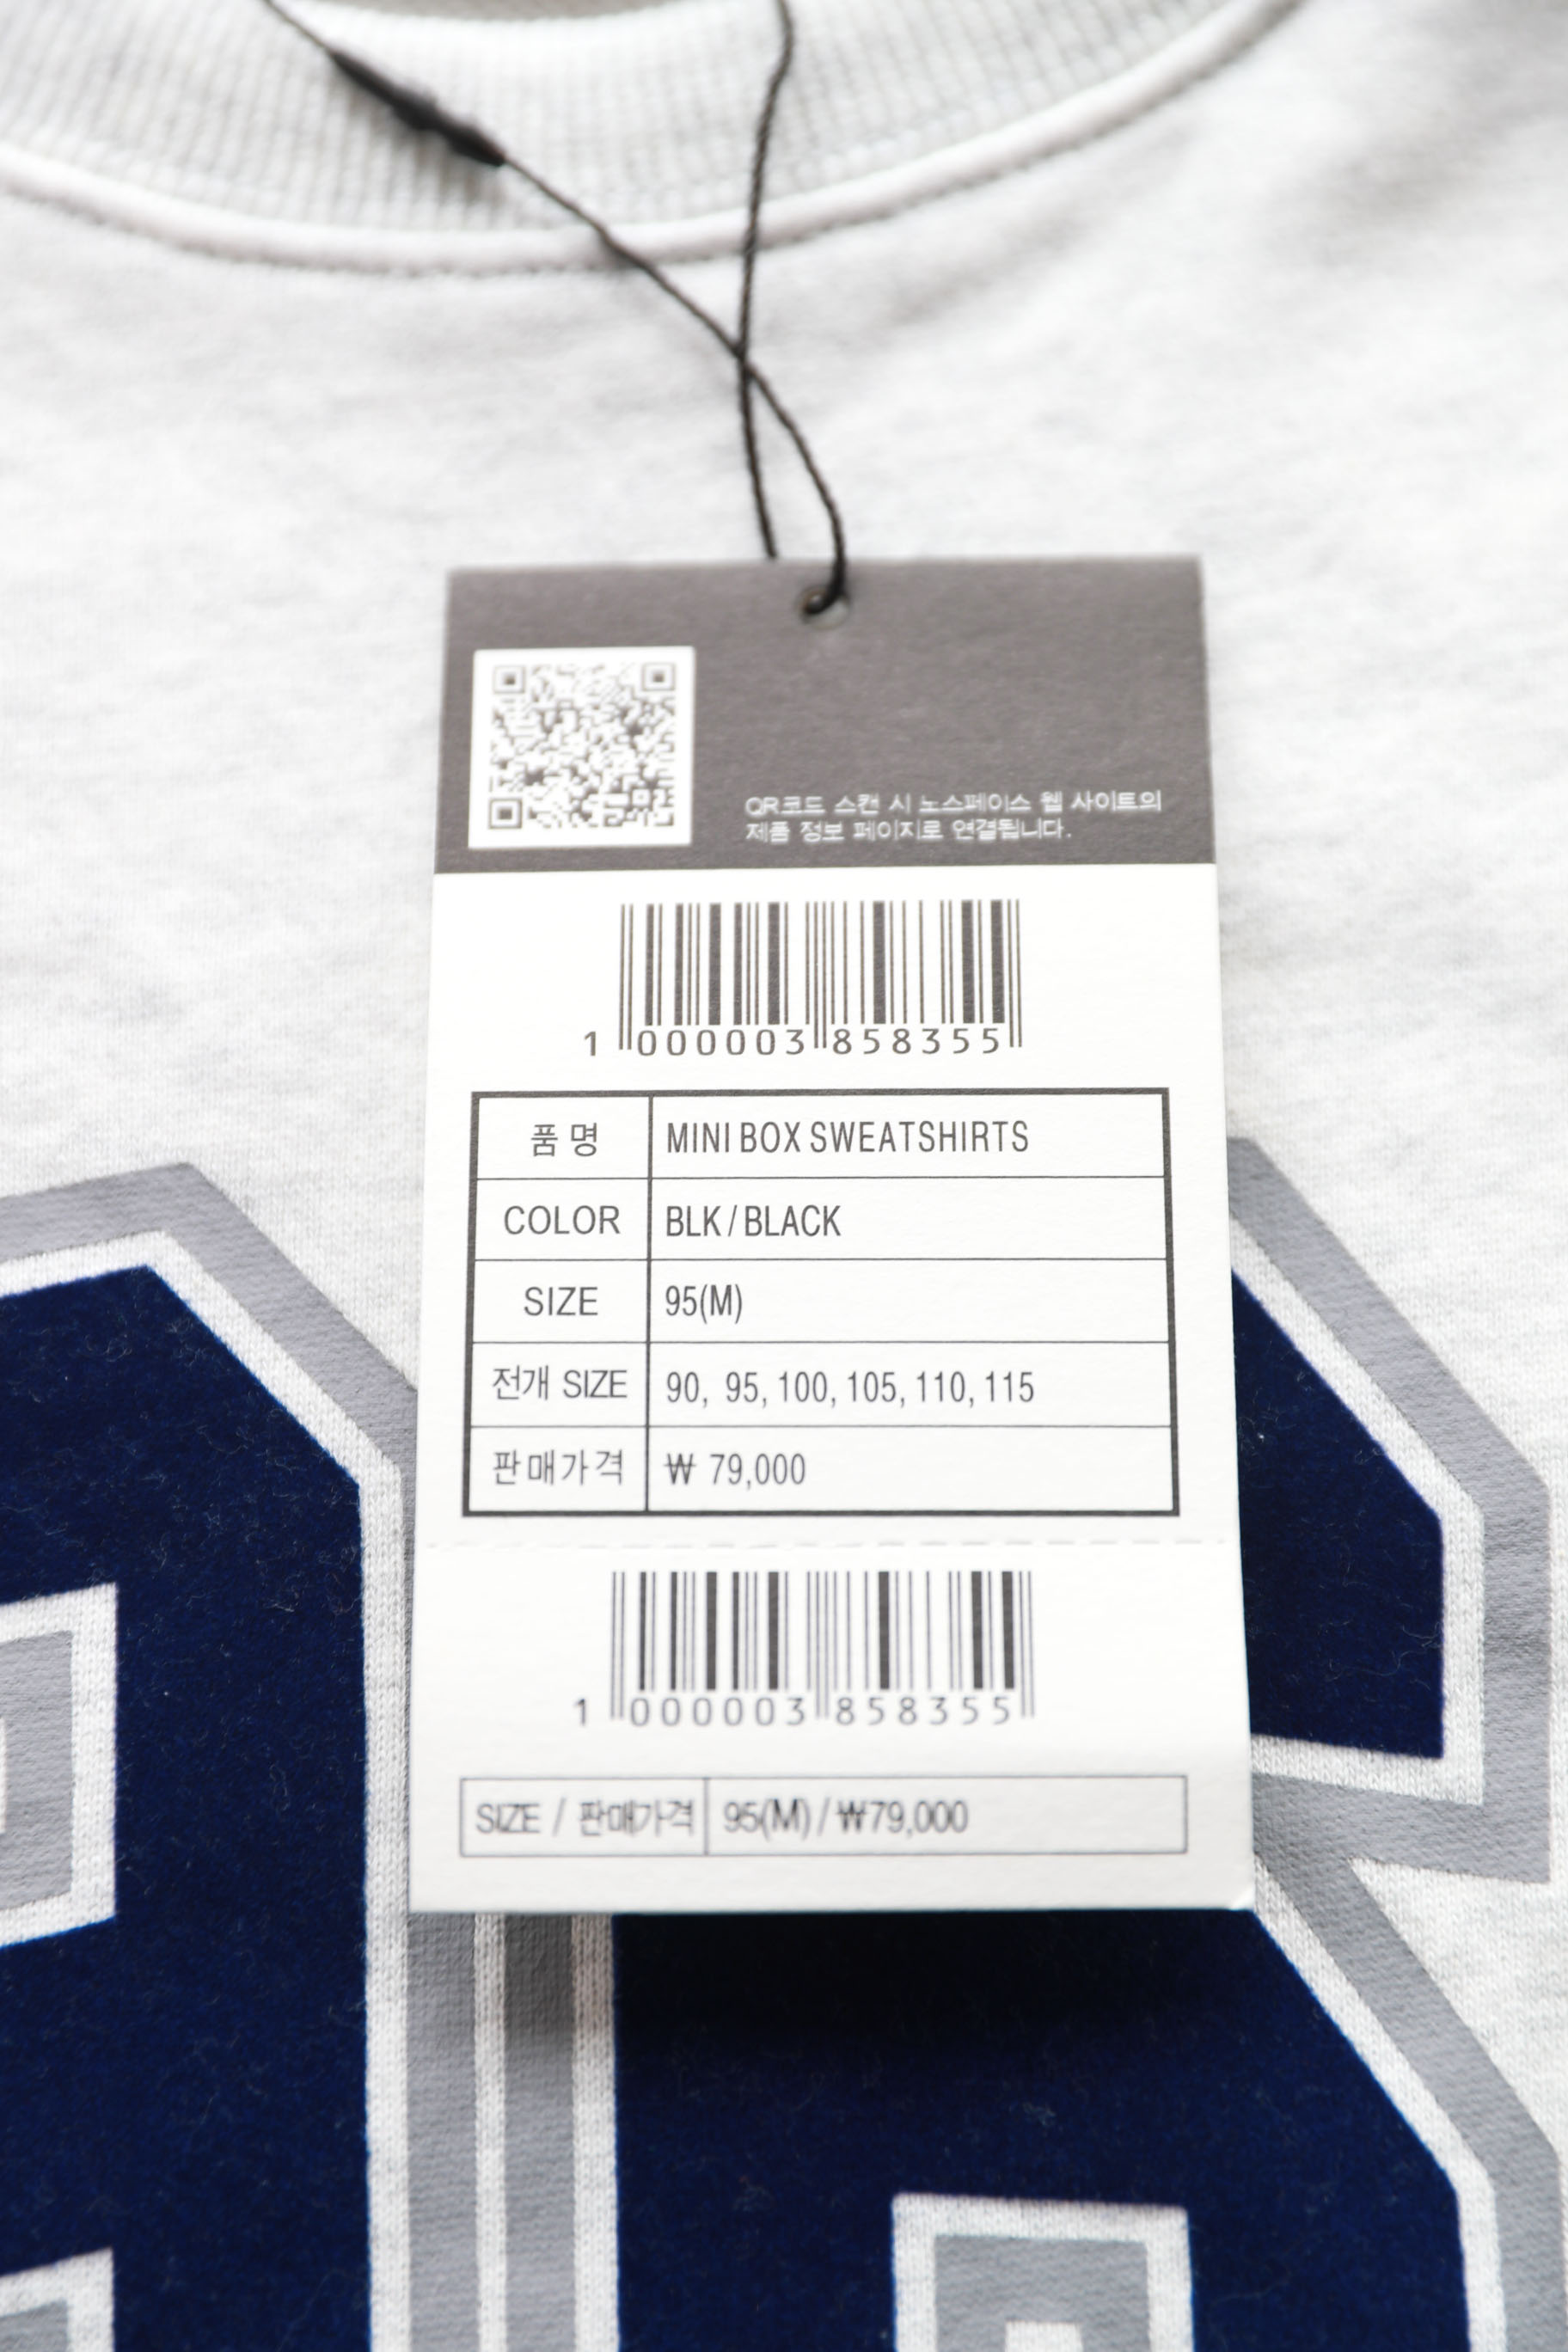 QR코드 스캔 시 노스페이스 웹 사이트의
제품 정보 페이지로 연결됩니다.
1 000003 858355
품 명 MINI BOX SWEATSHIRTS
COLOR BLK / BLACK
SIZE 95(M)
전개 SIZE 90, 95, 100, 105, 110, 115
판매가격 ₩ 79,000
1 000003 858355
SIZE / 판매가격 95(M) / ₩79,000